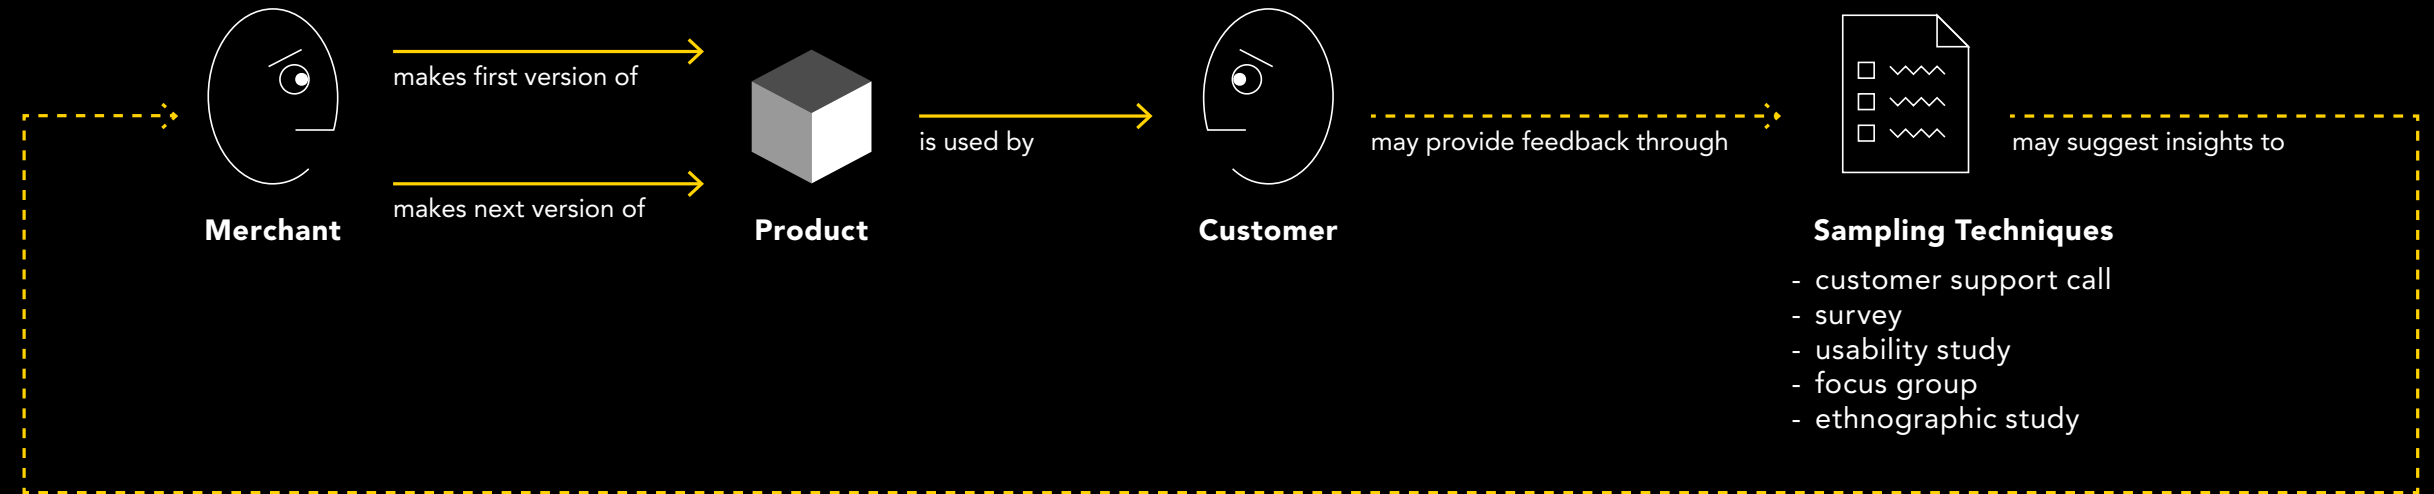 makes first version of
makes next version of
Merchant
Product
is used by
Customer
may provide feedback through
Sampling Techniques
- customer support call
- survey
- usability study
- focus group
- ethnographic study
may suggest insights to